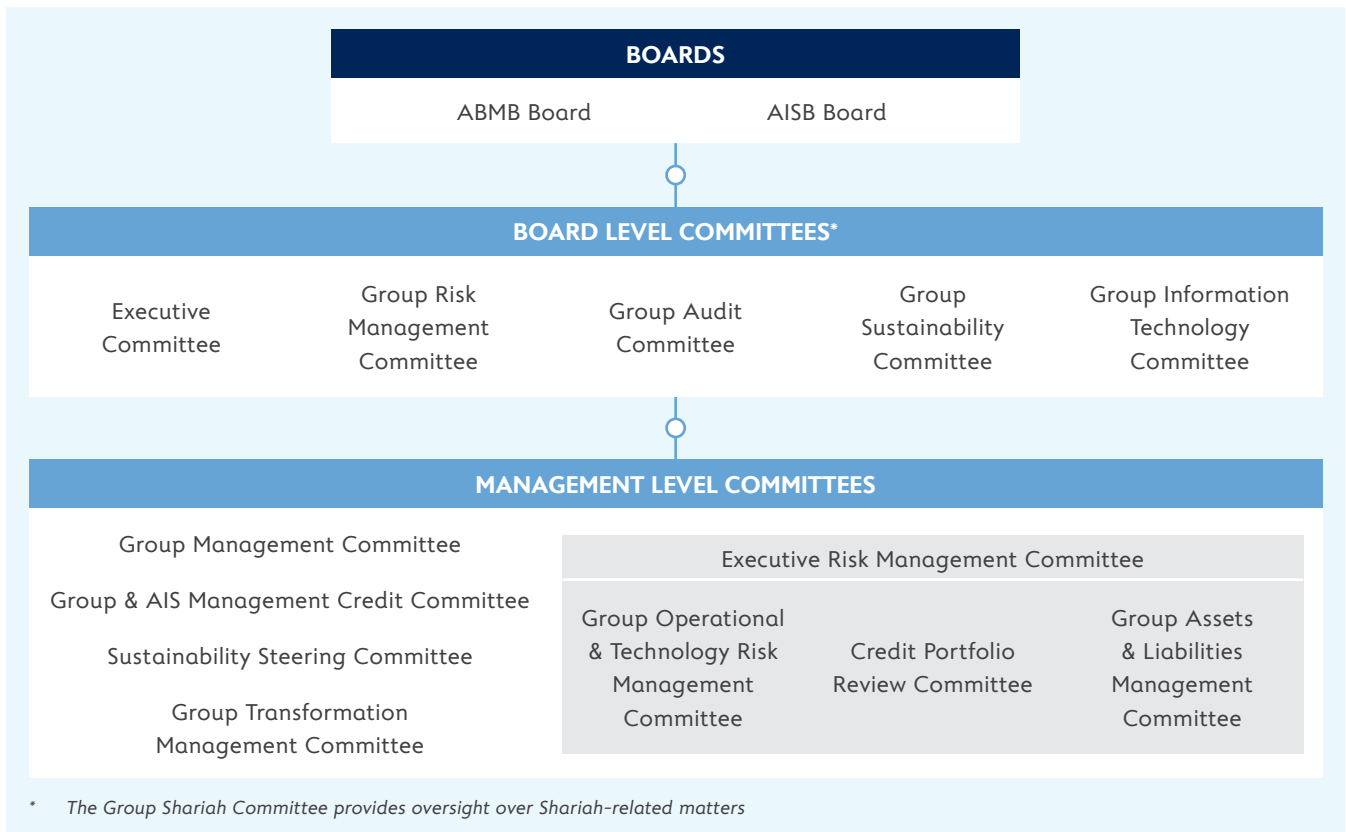 BOARDS
ABMB Board
AISB Board
BOARD LEVEL COMMITTEES*
Executive
Committee
Group Risk
Management
Committee
Group Audit
Committee
Group
Sustainability
Committee
Group Information
Technology
Committee
MANAGEMENT LEVEL COMMITTEES
Group Management Committee
Group & AIS Management Credit Committee
Sustainability Steering Committee
Group Transformation
Management Committee
Executive Risk Management Committee
Group Operational
& Technology Risk
Management
Committee
Credit Portfolio
Review Committee
Group Assets
& Liabilities
Management
Committee
* The Group Shariah Committee provides oversight over Shariah-related matters